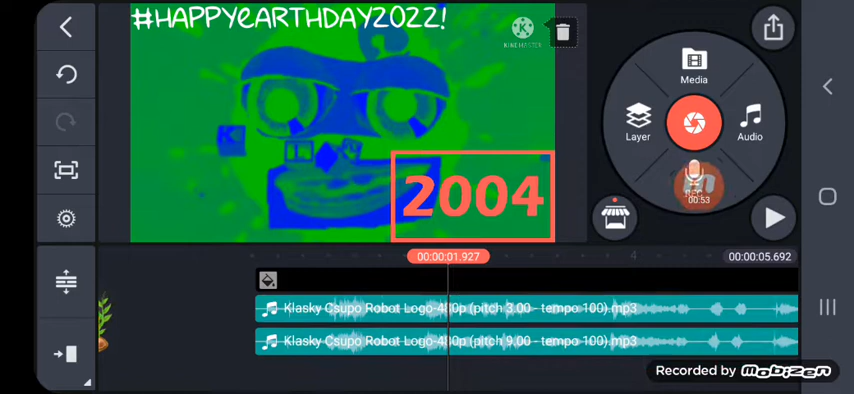 #HAPPYEARTHDAY2022!
KINEMASTER
2004
Media
Layer
Audio
REC
00:53
00:00:01.927
00:00:05.692
4
Klasky Csupo Robot Logo-480p (pitch 3.00 - tempo 100).mp3
Klasky Csupo Robot Logo-480p (pitch 9.00 - tempo 100).mp3
Recorded by Mobizen